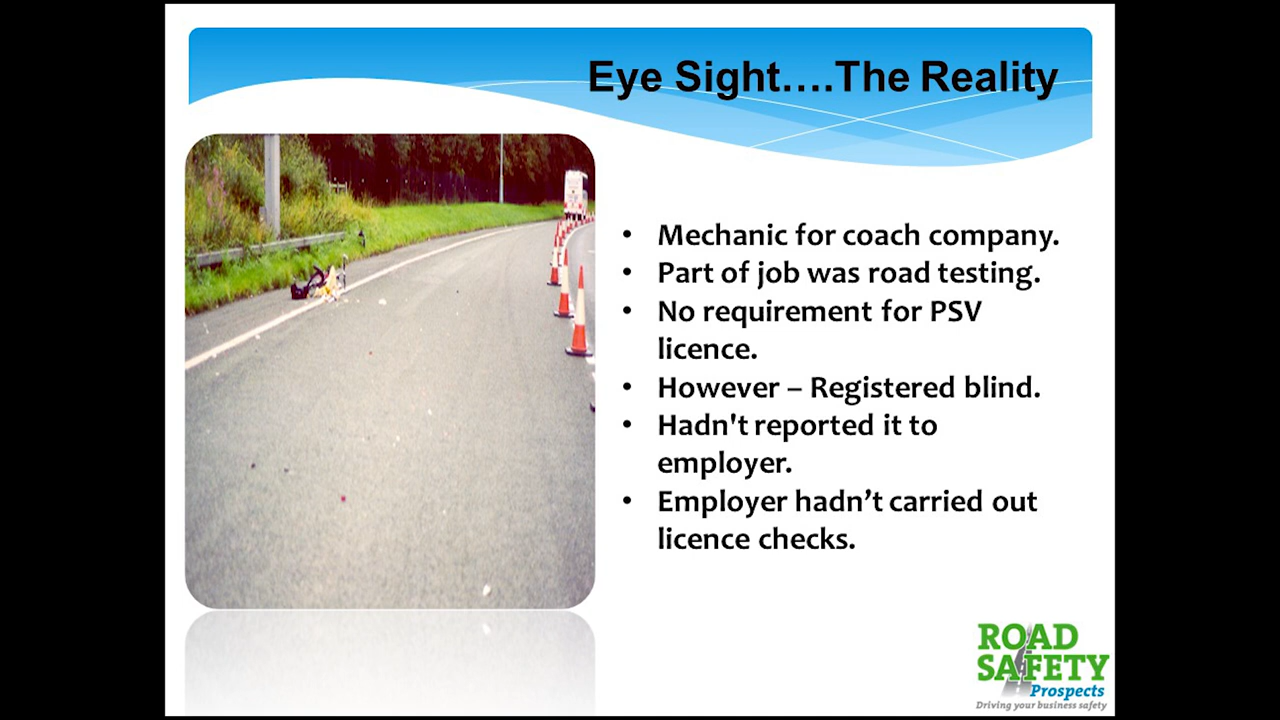 Eye Sight….The Reality
• Mechanic for coach company.
• Part of job was road testing.
• No requirement for PSV
licence.
• However – Registered blind.
• Hadn't reported it to
employer.
• Employer hadn’t carried out
licence checks.
ROAD
SAFETY
Prospects
Driving your business safety